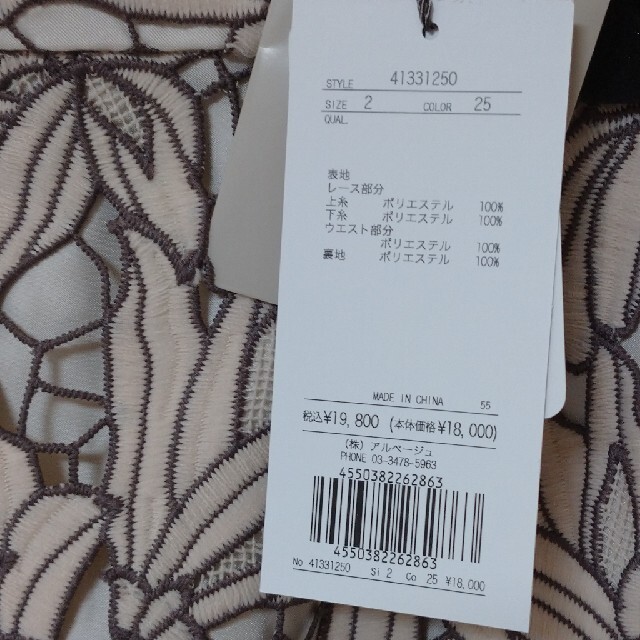 STYLE 41331250
SIZE 2 COLOR 25
QUAL.
表地
レース部分
上糸 ポリエステル 100%
下糸 ポリエステル 100%
ウエスト部分
ポリエステル 100%
裏地 ポリエステル 100%
MADE IN CHINA 55
税込¥19,800 (本体価格¥18,000)
(株) アルページュ
PHONE 03-3478-5963
4550382262863
4550382262863
No 41331250 Si 2 Co 25 ¥18,000